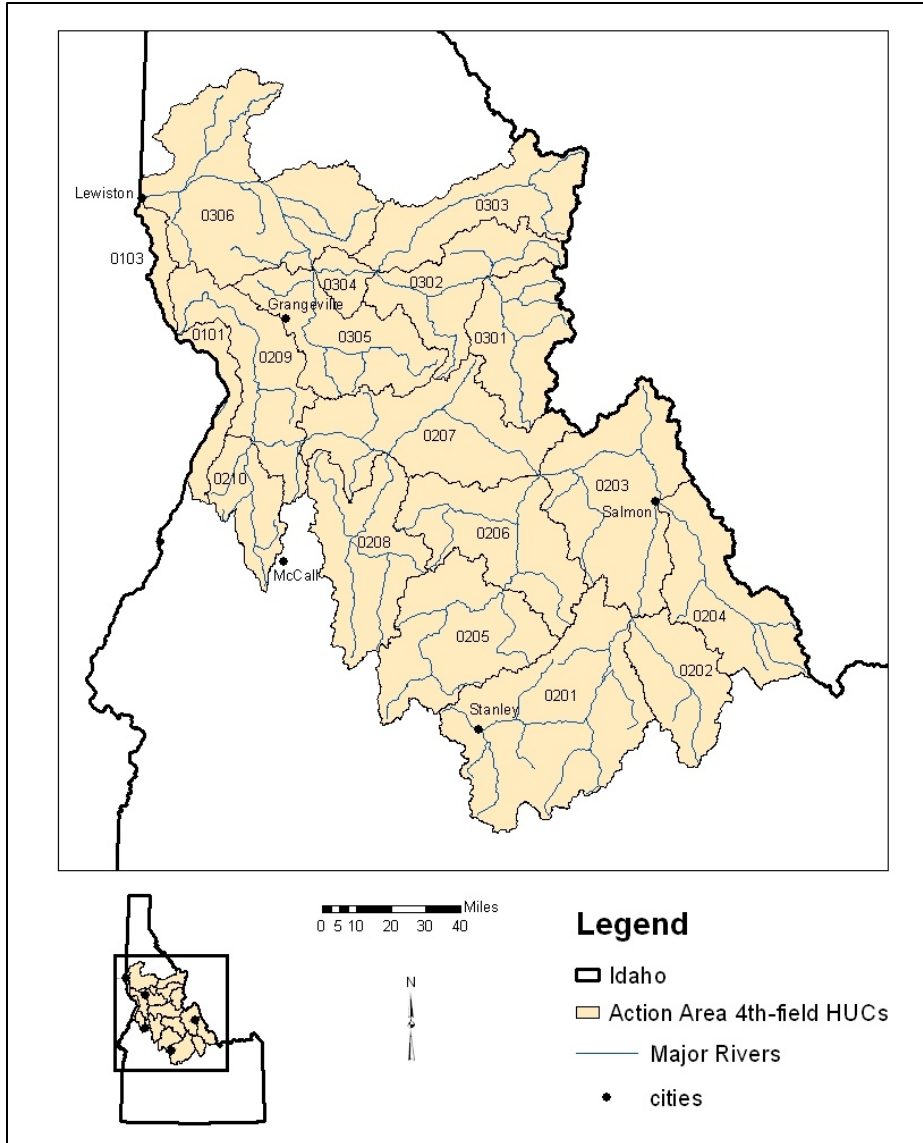 Lewiston
0303
0306
0103
0304
0302
Grangeville
0101
0209
0305
0301
0207
0210
0203
Salmon
0208
0206
McCall
0204
0205
0202
0201
Stanley
Miles
0 5 10 20 30 40
N
Legend
Idaho
Action Area 4th-field HUCs
Major Rivers
cities